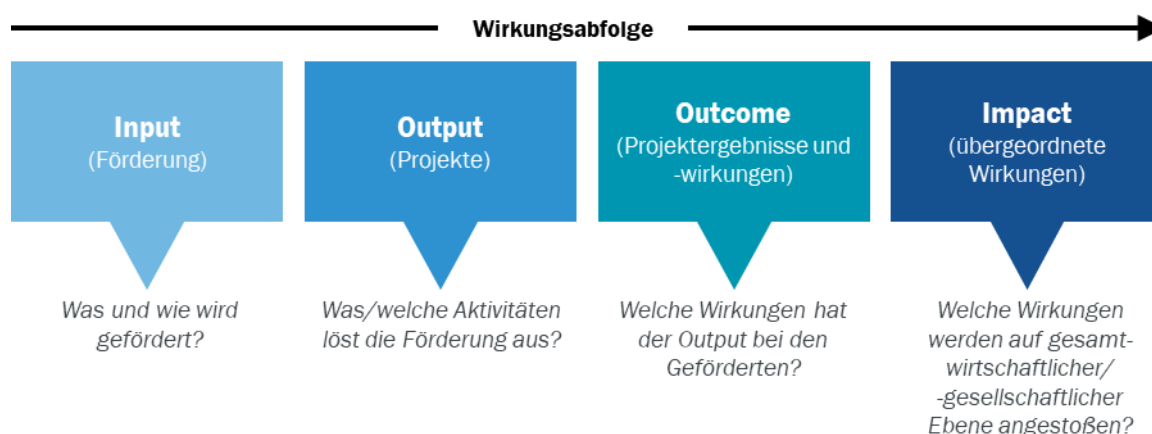 Wirkungsabfolge
Input
(Förderung)
Output
(Projekte)
Outcome
(Projektergebnisse und
-wirkungen)
Impact
(übergeordnete
Wirkungen)
Was und wie wird
gefördert?
Was/welche Aktivitäten
löst die Förderung aus?
Welche Wirkungen hat
der Output bei den
Geförderten?
Welche Wirkungen
werden auf gesamt-
wirtschaftlicher/
-gesellschaftlicher
Ebene angestoßen?